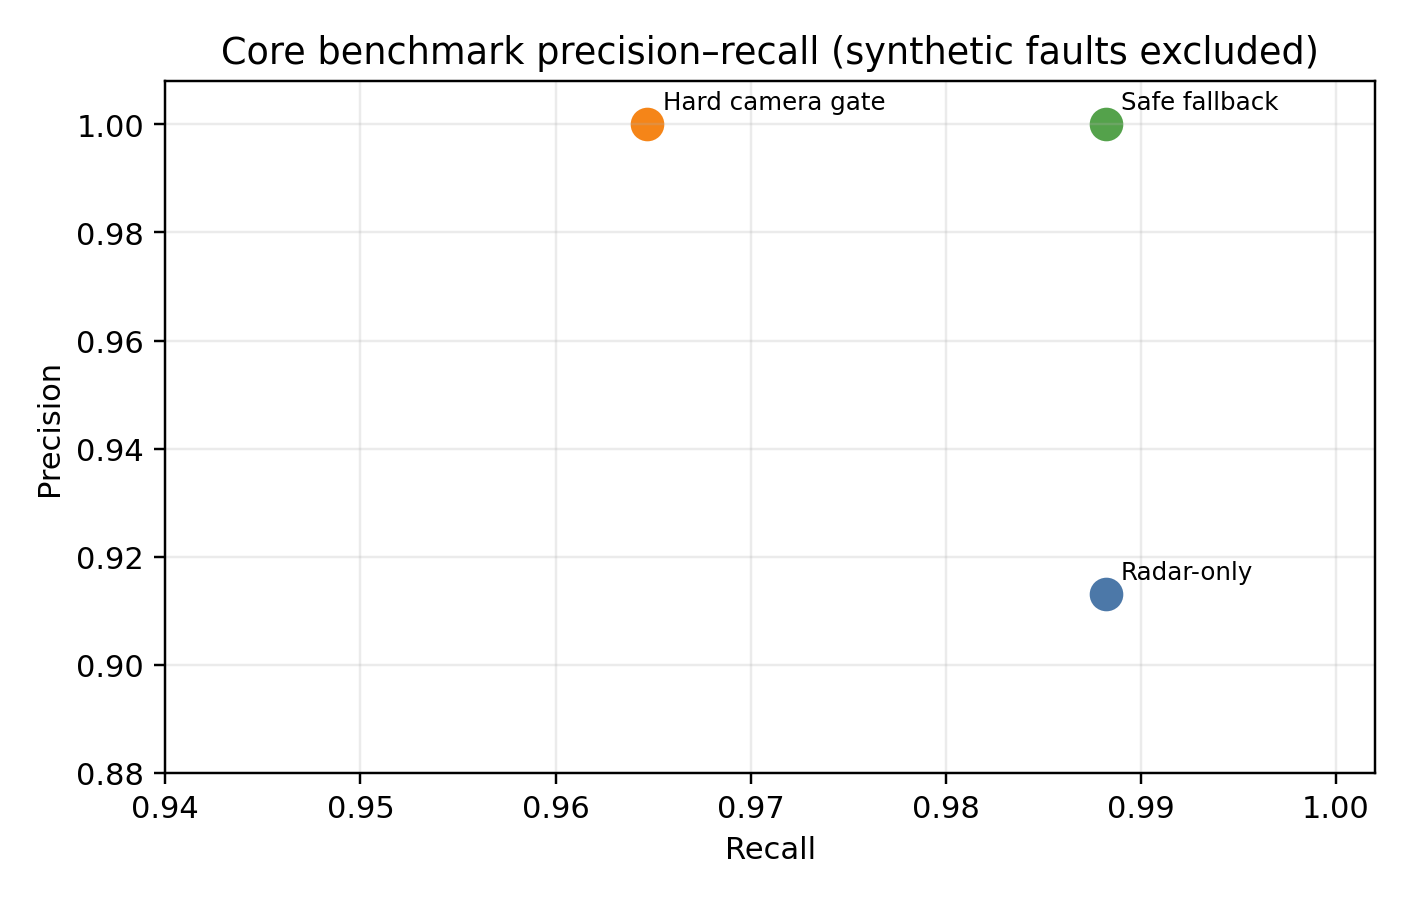 Core benchmark precision–recall (synthetic faults excluded)
Hard camera gate
Safe fallback
Radar-only
1.00
0.98
0.96
0.94
0.92
0.90
0.88
Precision
0.94
0.95
0.96
0.97
0.98
0.99
1.00
Recall